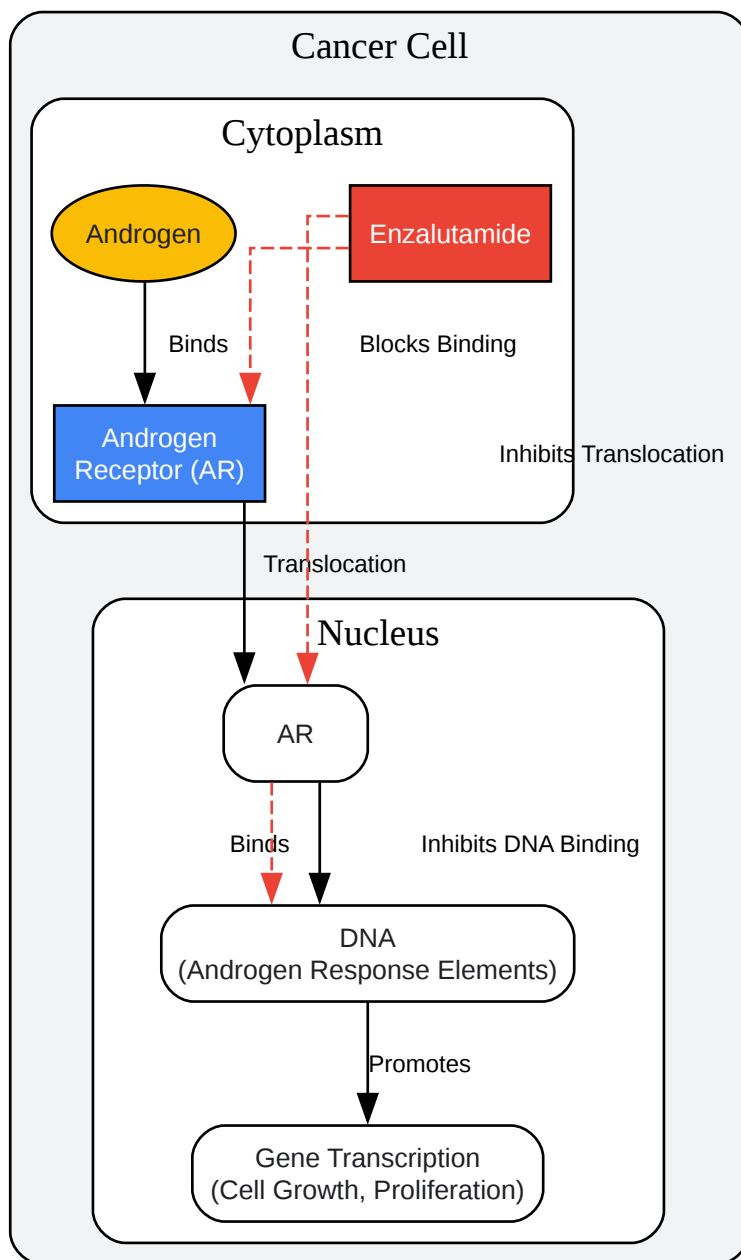 Cancer Cell
Cytoplasm
Androgen
Enzalutamide
Binds
Blocks Binding
Androgen
Receptor (AR)
Inhibits Translocation
Translocation
Nucleus
AR
Binds
Inhibits DNA Binding
DNA
(Androgen Response Elements)
Promotes
Gene Transcription
(Cell Growth, Proliferation)